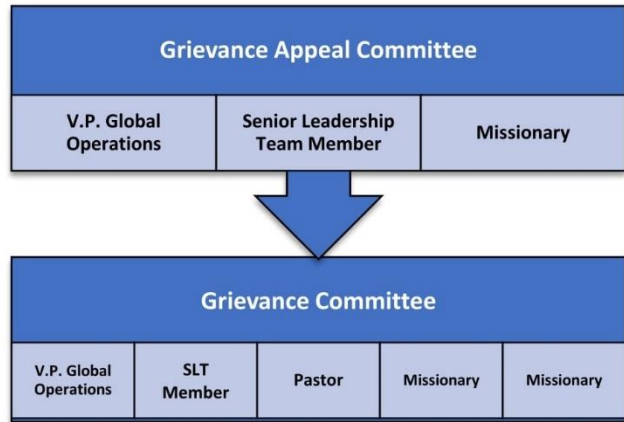 Grievance Appeal Committee
V.P. Global
Operations
Senior Leadership
Team Member
Missionary
Grievance Committee
V.P. Global
Operations
SLT
Member
Pastor
Missionary
Missionary